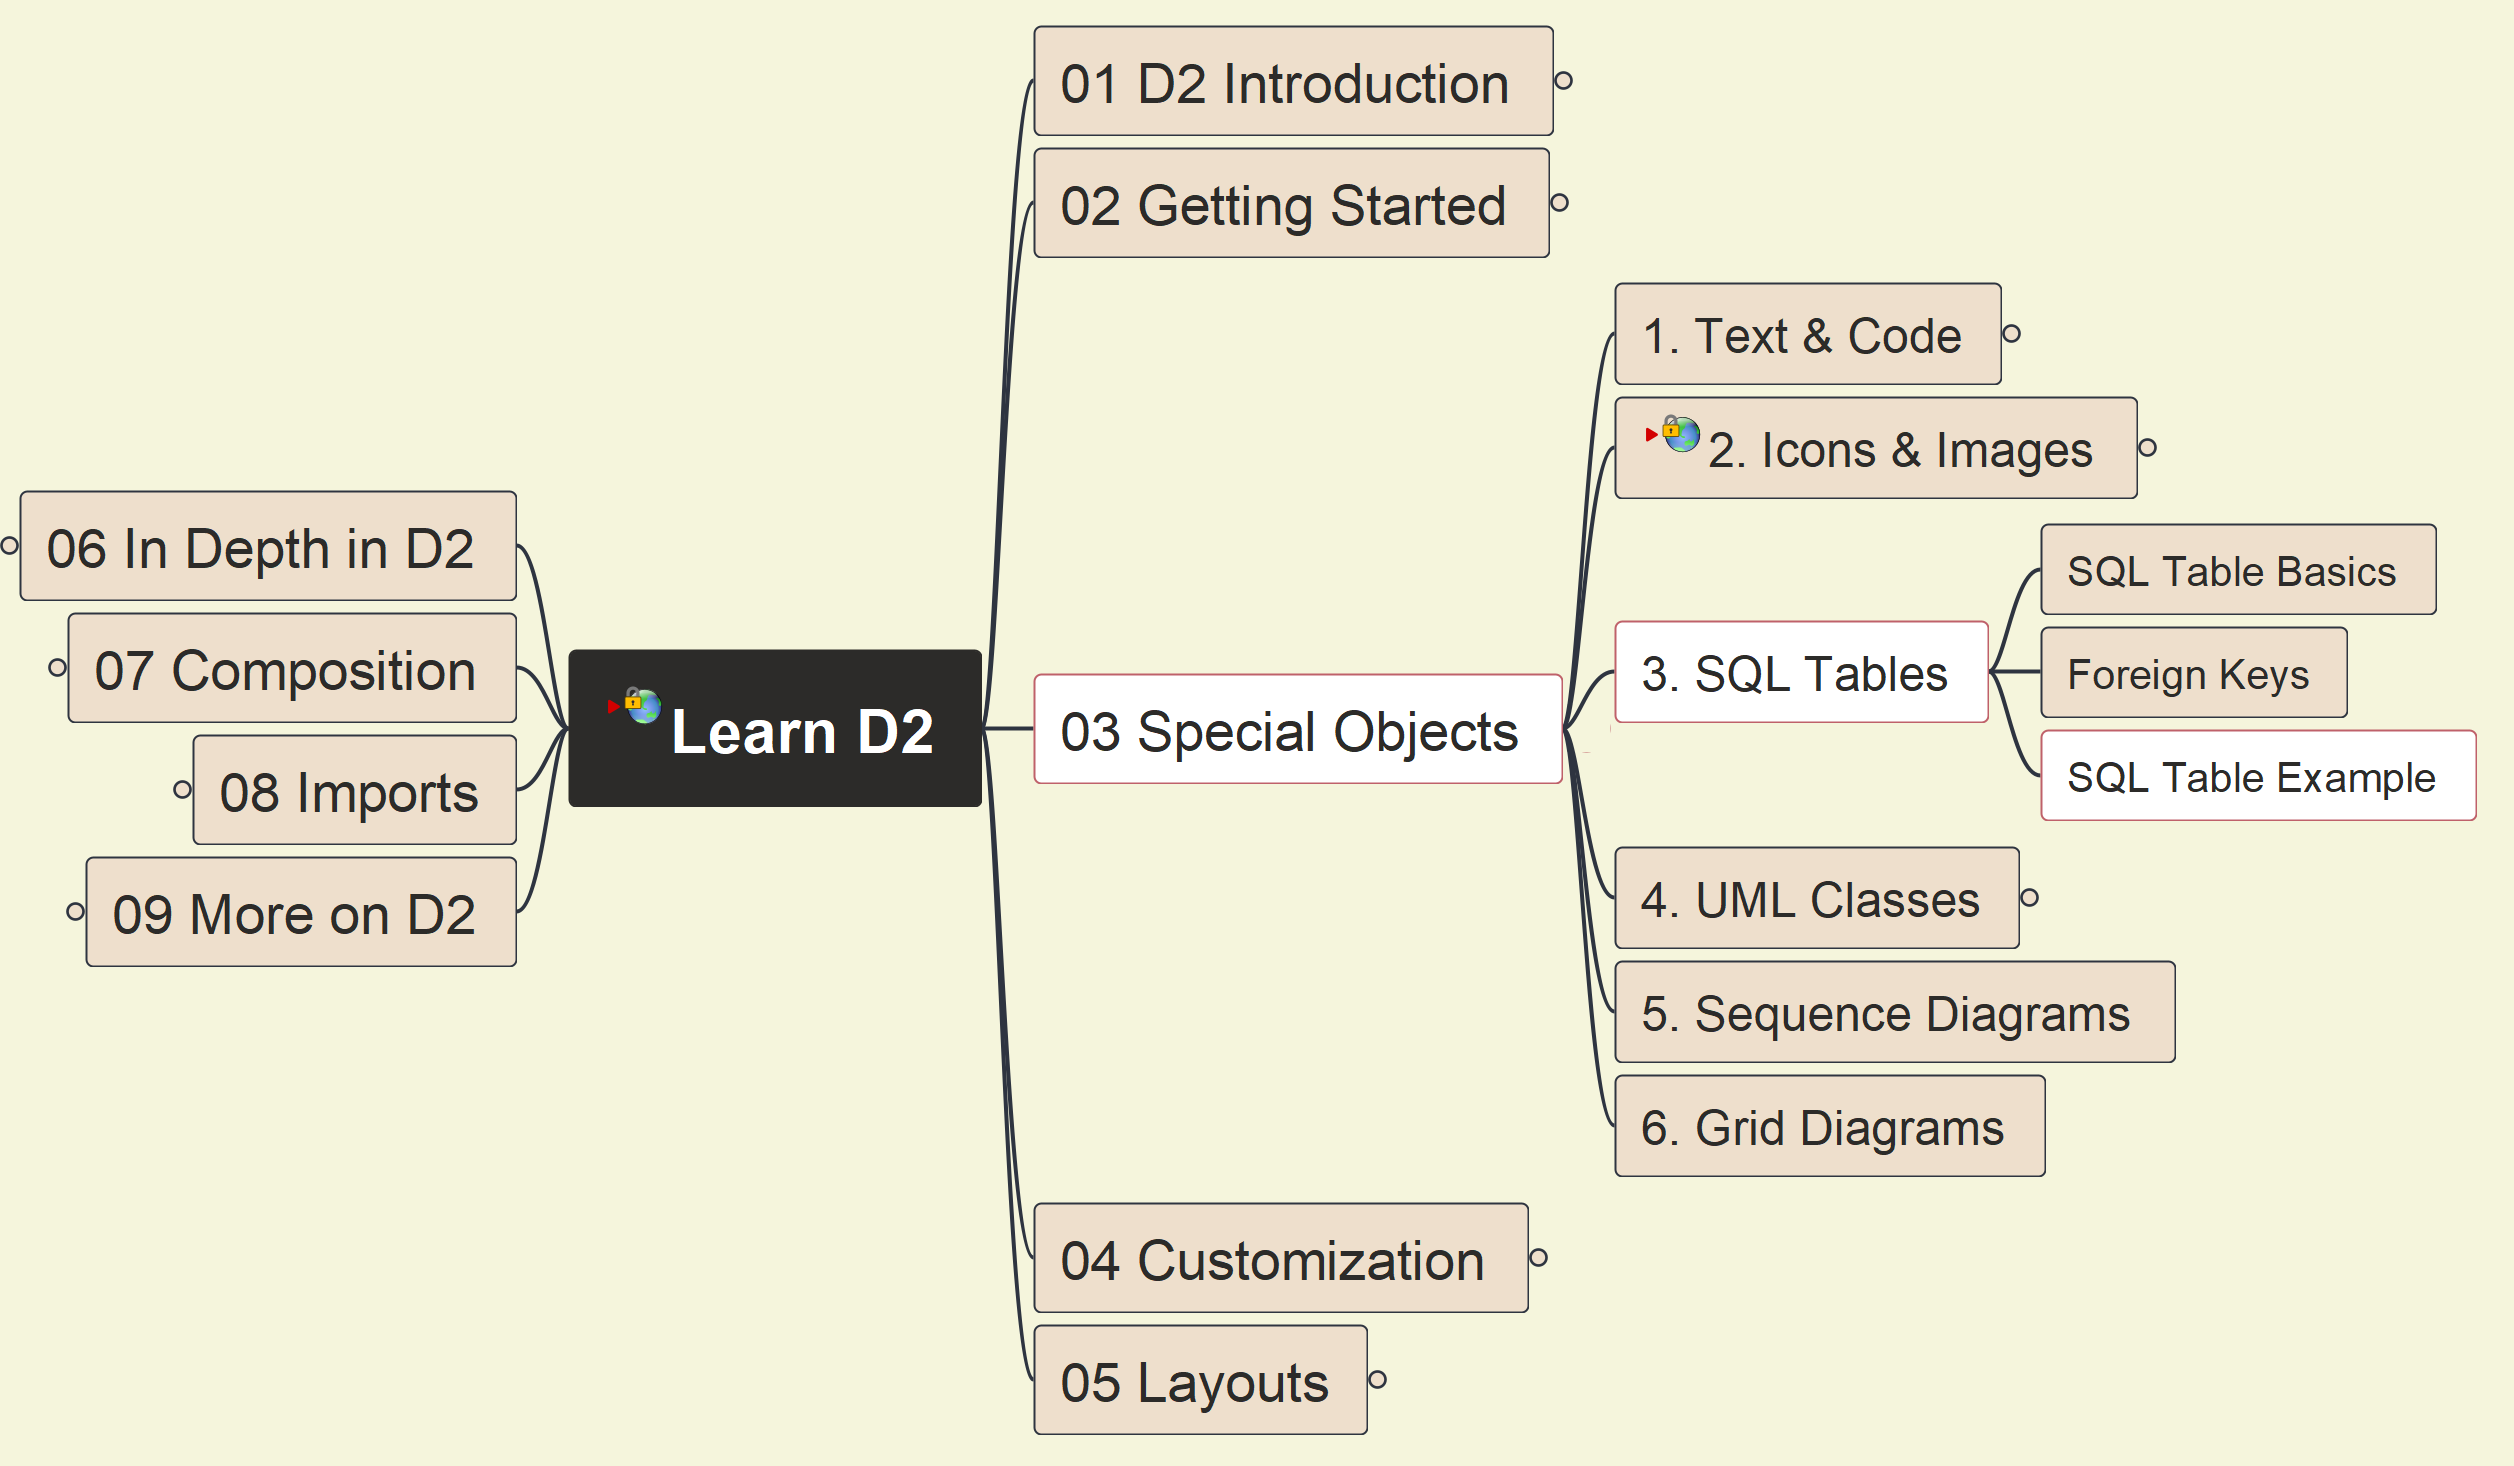 01 D2 Introduction
02 Getting Started
1. Text & Code
2. Icons & Images
06 In Depth in D2
SQL Table Basics
07 Composition
3. SQL Tables
Foreign Keys
Learn D2
03 Special Objects
SQL Table Example
08 Imports
09 More on D2
4. UML Classes
5. Sequence Diagrams
6. Grid Diagrams
04 Customization
05 Layouts